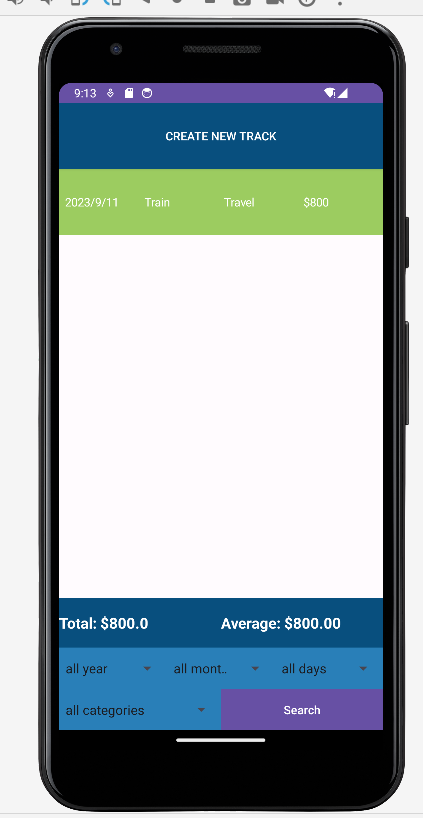 9:13
CREATE NEW TRACK
2023/9/11 Train Travel $800
Total: $800.0 Average: $800.00
all year all mont.. all days
all categories Search